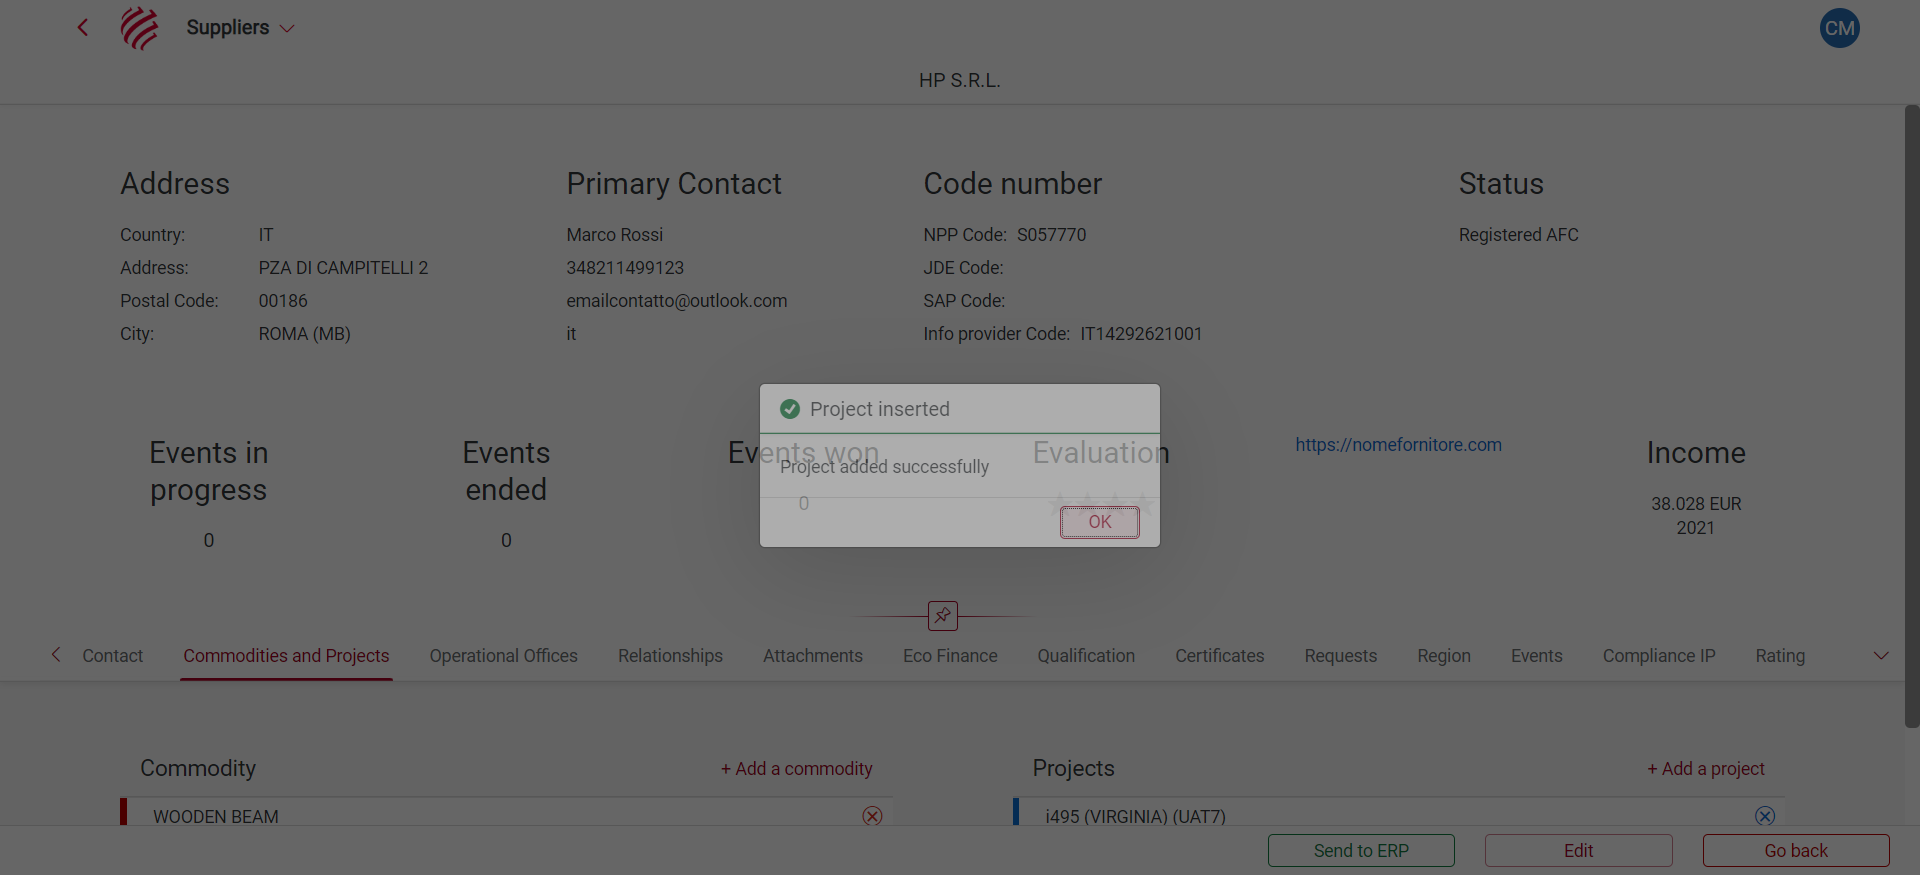 Suppliers
CM
HP S.R.L.
Address
Country: IT
Address: PZA DI CAMPITELLI 2
Postal Code: 00186
City: ROMA (MB)
Primary Contact
Marco Rossi
348211499123
emailcontatto@outlook.com
it
Code number
NPP Code: S057770
JDE Code:
SAP Code:
Info provider Code: IT14292621001
Status
Registered AFC
Events in
progress
0
Events
ended
0
Events won
0
Evaluation
https://nomefornitore.com
Income
38.028 EUR
2021
Project inserted
Project added successfully
OK
Contact Commodities and Projects Operational Offices Relationships Attachments Eco Finance Qualification Certificates Requests Region Events Compliance IP Rating
Commodity + Add a commodity
WOODEN BEAM
Projects + Add a project
i495 (VIRGINIA) (UAT7)
Send to ERP Edit Go back